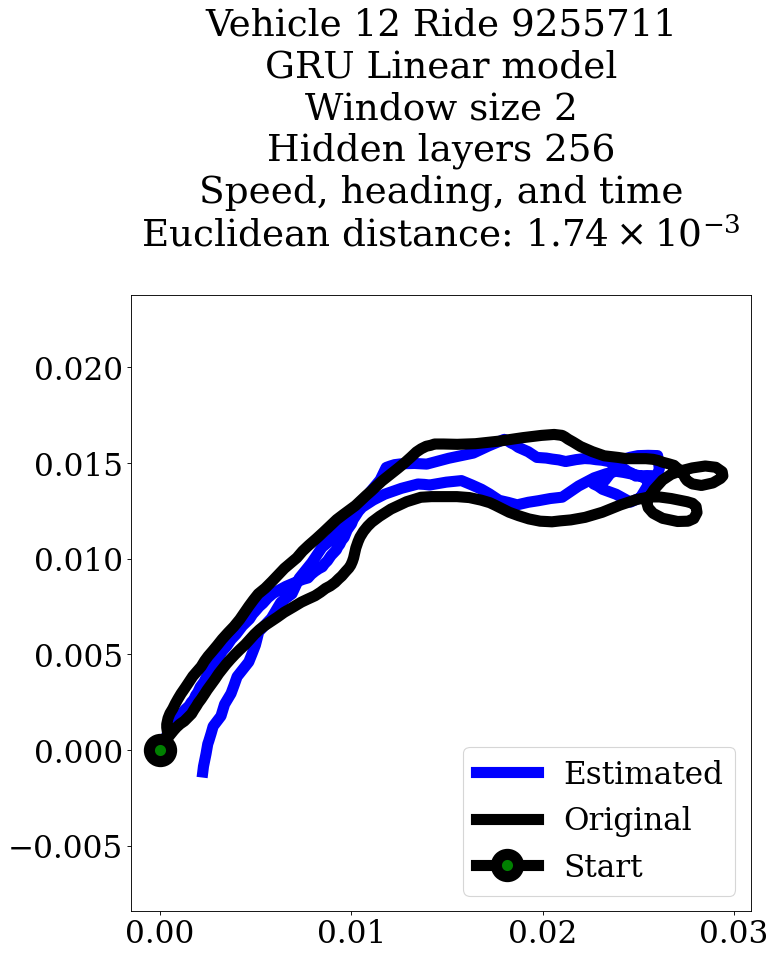 Vehicle 12 Ride 9255711
GRU Linear model
Window size 2
Hidden layers 256
Speed, heading, and time
Euclidean distance: 1.74 × 10⁻³
0.020
0.015
0.010
0.005
0.000
−0.005
Estimated
Original
Start
0.00 0.01 0.02 0.03